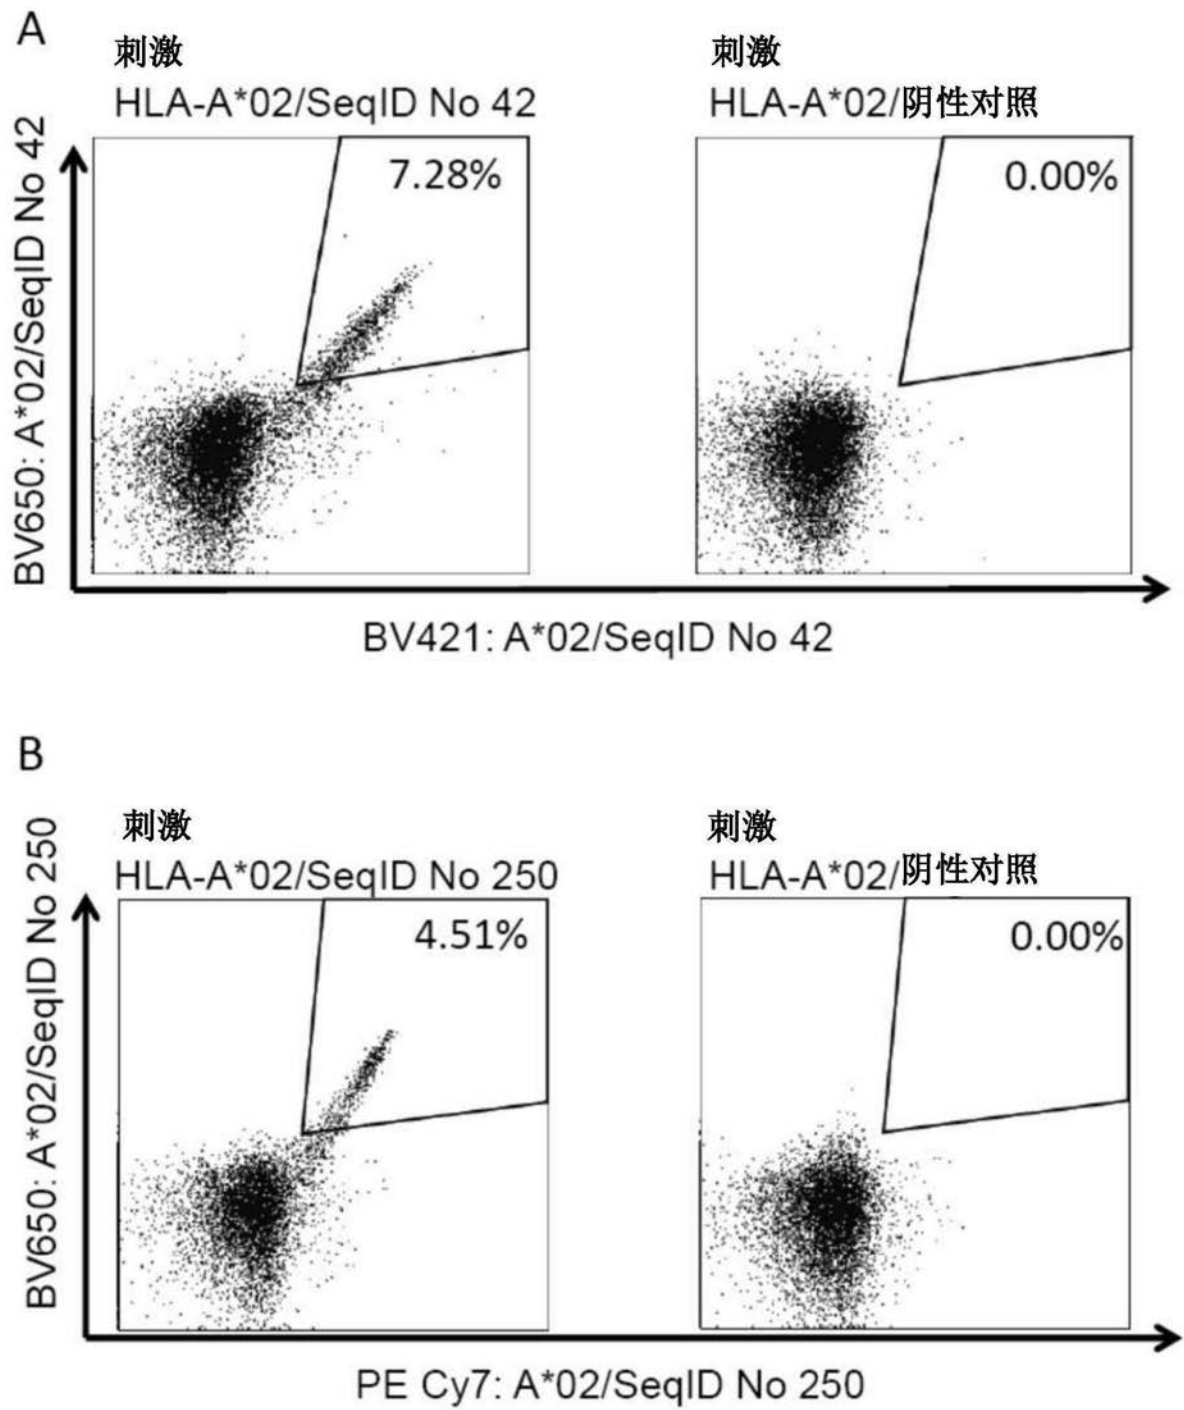 A
刺激
HLA-A*02/SeqID No 42
刺激
HLA-A*02/阴性对照
BV650: A*02/SeqID No 42
7.28%
0.00%
BV421: A*02/SeqID No 42
B
刺激
HLA-A*02/SeqID No 250
刺激
HLA-A*02/阴性对照
BV650: A*02/SeqID No 250
4.51%
0.00%
PE Cy7: A*02/SeqID No 250